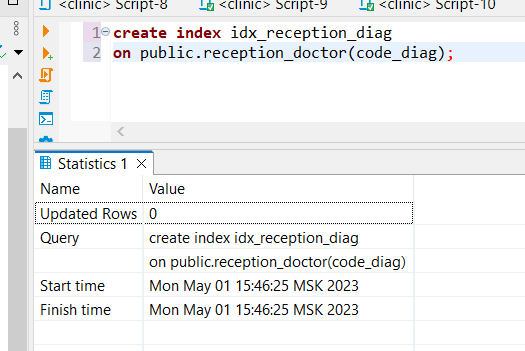 <clinic> Script-8
<clinic> Script-9
<clinic> Script-10
1 create index idx_reception_diag
2 on public.reception_doctor(code_diag);
Statistics 1
Name Value
Updated Rows 0
Query create index idx_reception_diag
on public.reception_doctor(code_diag)
Start time Mon May 01 15:46:25 MSK 2023
Finish time Mon May 01 15:46:25 MSK 2023